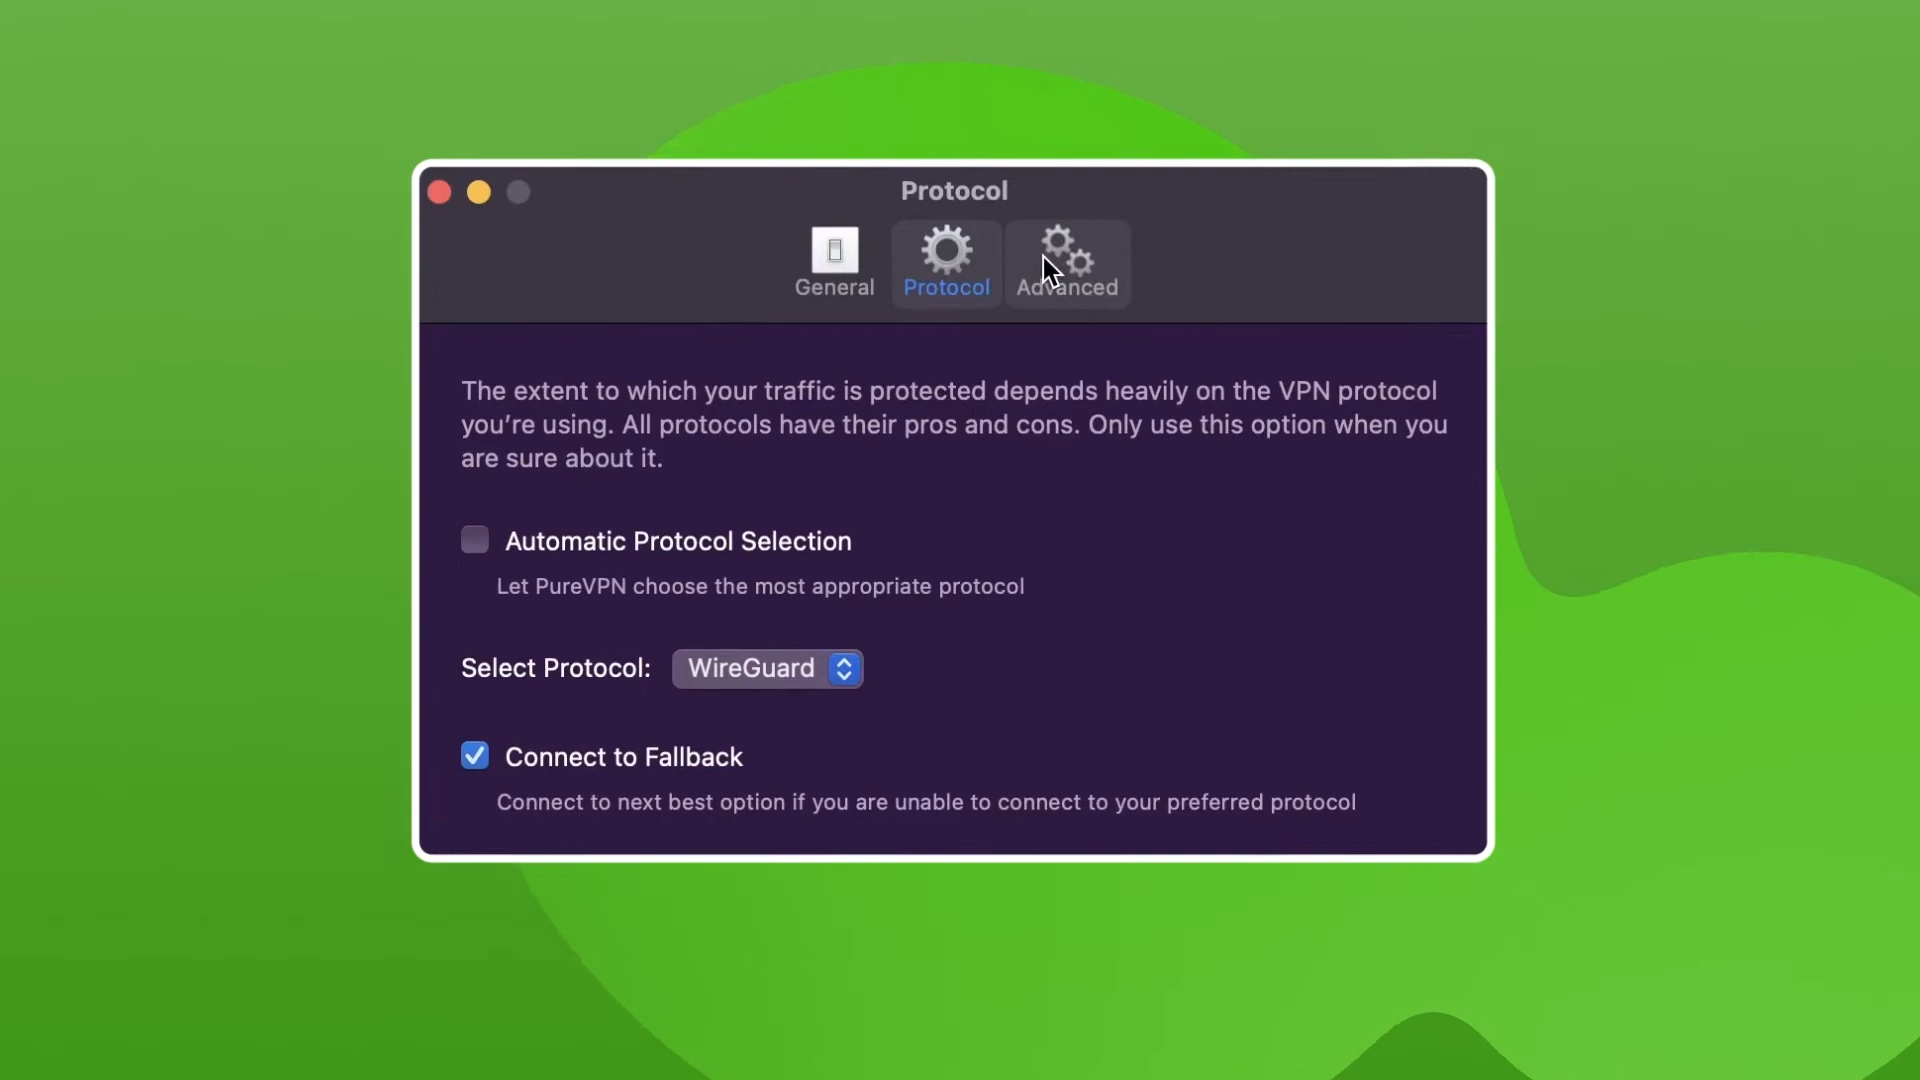 Protocol
General
Protocol
Advanced
The extent to which your traffic is protected depends heavily on the VPN protocol
you're using. All protocols have their pros and cons. Only use this option when you
are sure about it.
Automatic Protocol Selection
Let PureVPN choose the most appropriate protocol
Select Protocol: WireGuard
Connect to Fallback
Connect to next best option if you are unable to connect to your preferred protocol